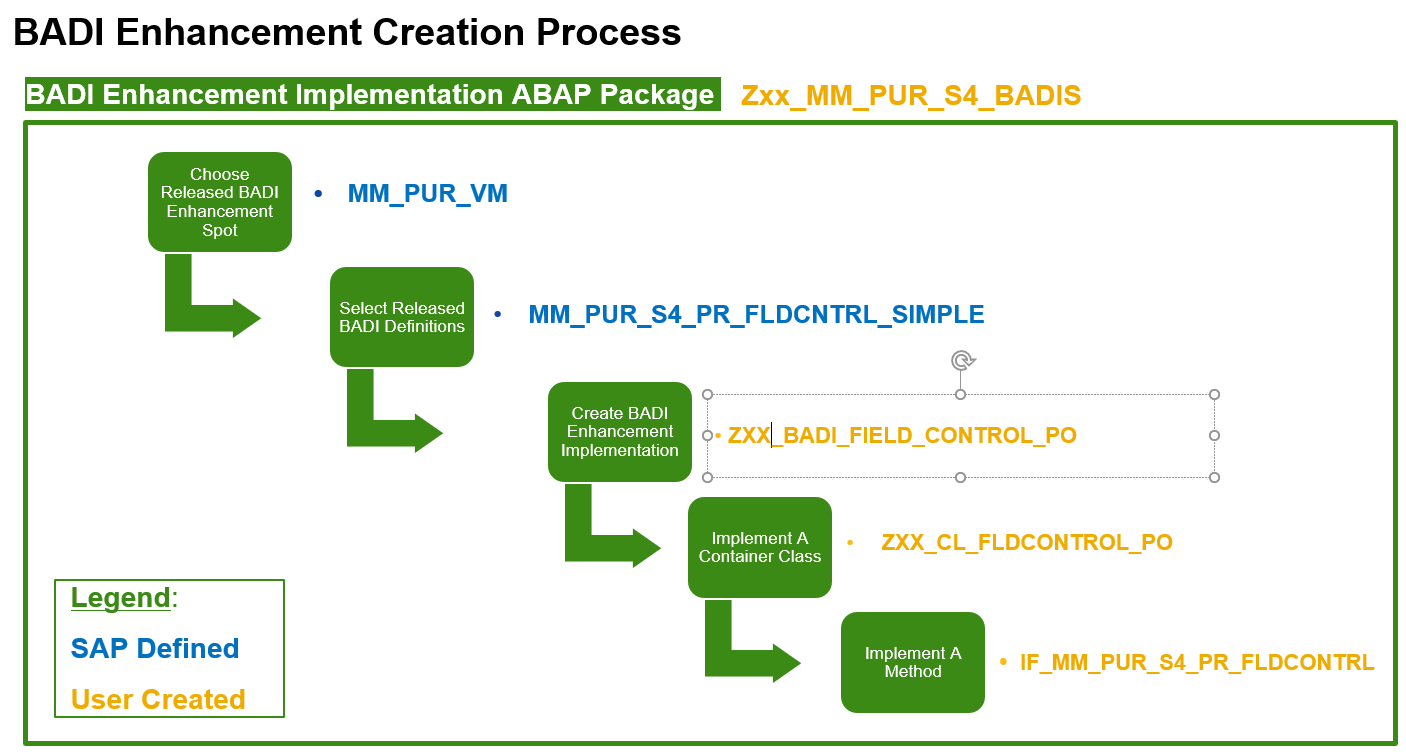 BADI Enhancement Creation Process
BADI Enhancement Implementation ABAP Package Zxx_MM_PUR_S4_BADIS
Choose
Released BADI
Enhancement
Spot
• MM_PUR_VM
Select Released
BADI Definitions
• MM_PUR_S4_PR_FLDCNTRL_SIMPLE
Create BADI
Enhancement
Implementation
• ZXX_BADI_FIELD_CONTROL_PO
Implement A
Container Class
• ZXX_CL_FLDCONTROL_PO
Implement A
Method
• IF_MM_PUR_S4_PR_FLDCONTRL
Legend:
SAP Defined
User Created